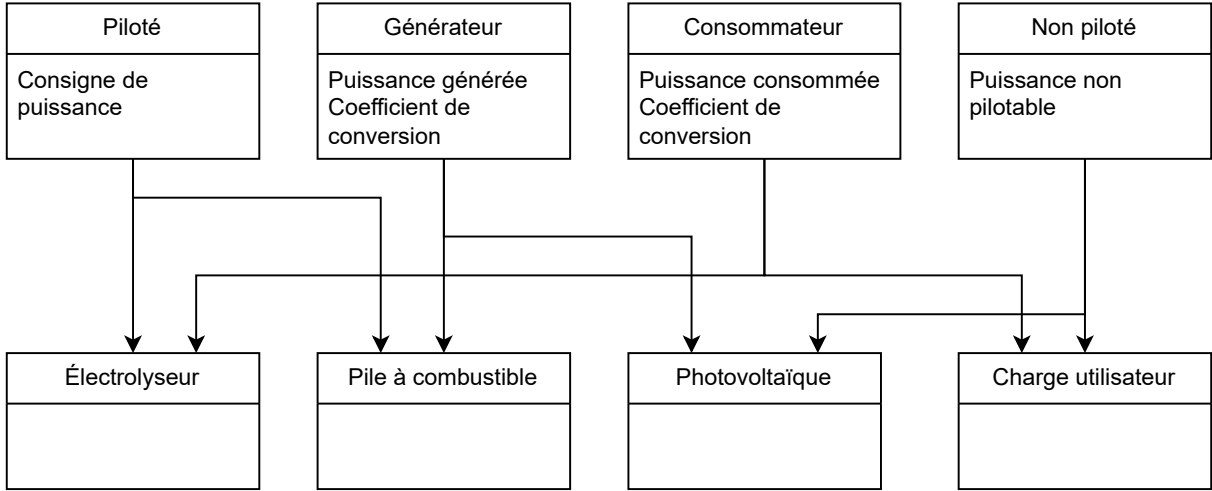 Piloté
Consigne de
puissance
Générateur
Puissance générée
Coefficient de
conversion
Consommateur
Puissance consommée
Coefficient de
conversion
Non piloté
Puissance non
pilotable
Électrolyseur
Pile à combustible
Photovoltaïque
Charge utilisateur